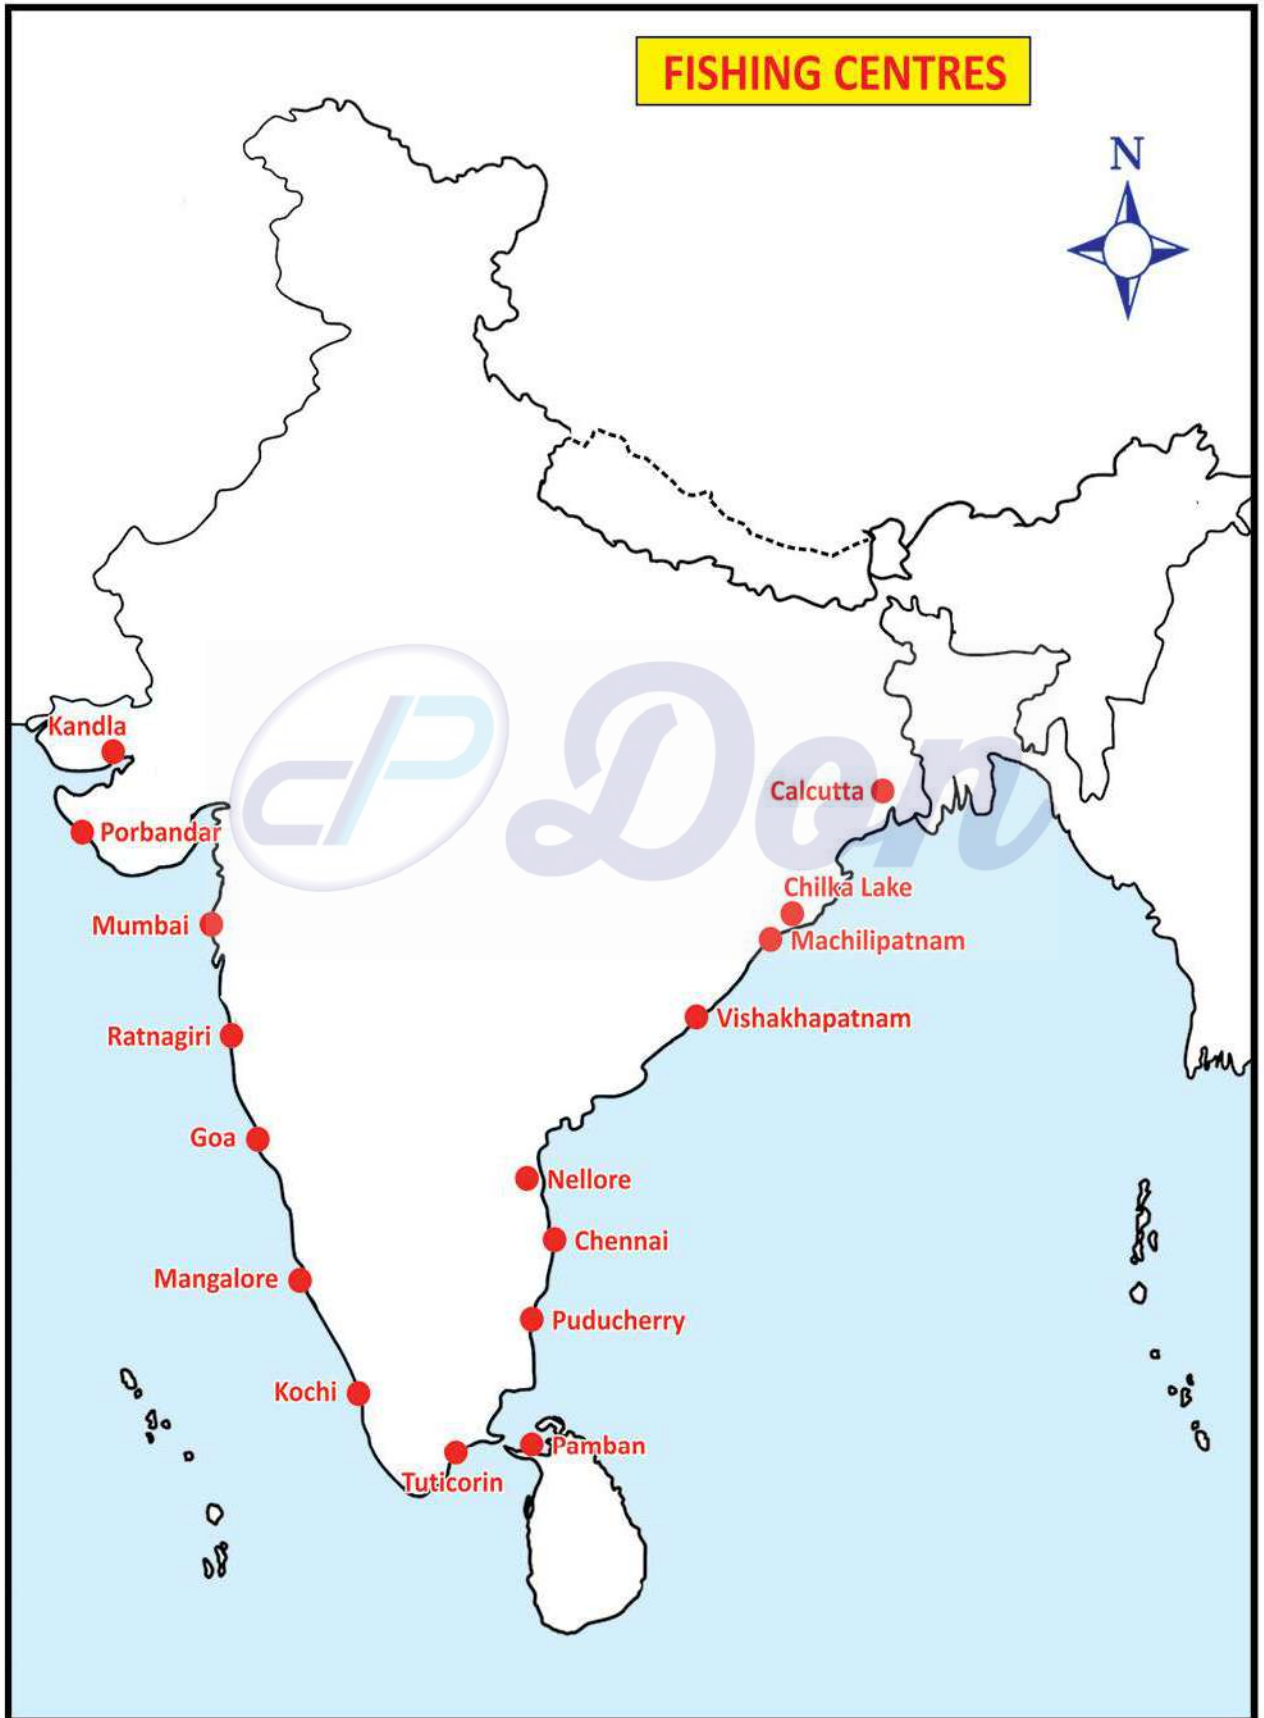 FISHING CENTRES
N
Kandla
Calcutta
Porbandar
Chilka Lake
Mumbai
Machilipatnam
Vishakhapatnam
Ratnagiri
Goa
Nellore
Chennai
Mangalore
Puducherry
Kochi
Pamban
Tuticorin
Don